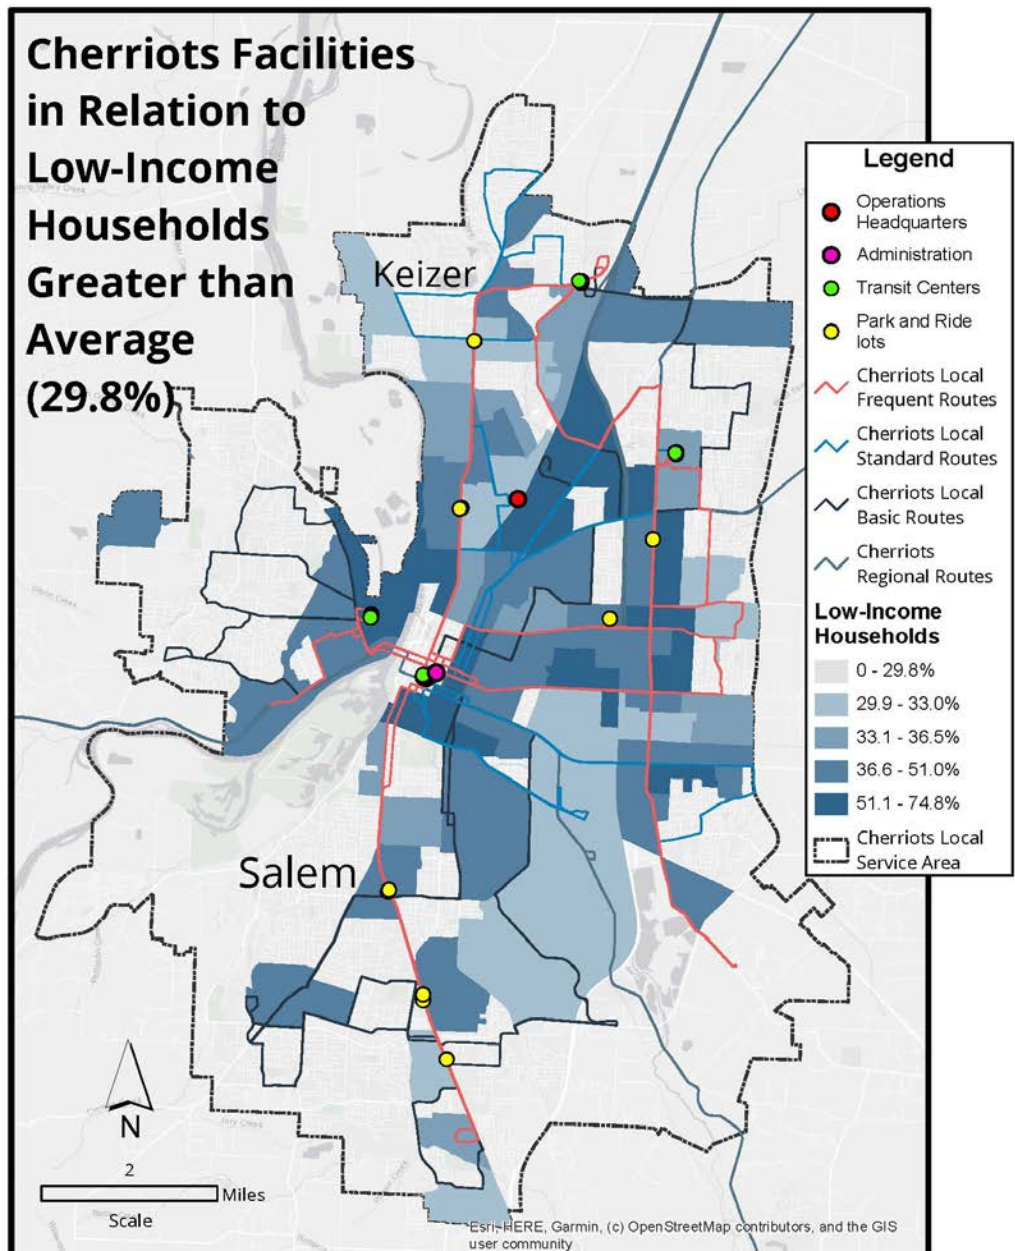 Cherriots Facilities
in Relation to
Low-Income
Households
Greater than
Average
(29.8%)
Keizer
Salem
N
2
Miles
Scale
Esri, HERE, Garmin, (c) OpenStreetMap contributors, and the GIS
user community
Legend
Operations
Headquarters
Administration
Transit Centers
Park and Ride
lots
Cherriots Local
Frequent Routes
Cherriots Local
Standard Routes
Cherriots Local
Basic Routes
Cherriots
Regional Routes
Low-Income
Households
0 - 29.8%
29.9 - 33.0%
33.1 - 36.5%
36.6 - 51.0%
51.1 - 74.8%
Cherriots Local
Service Area